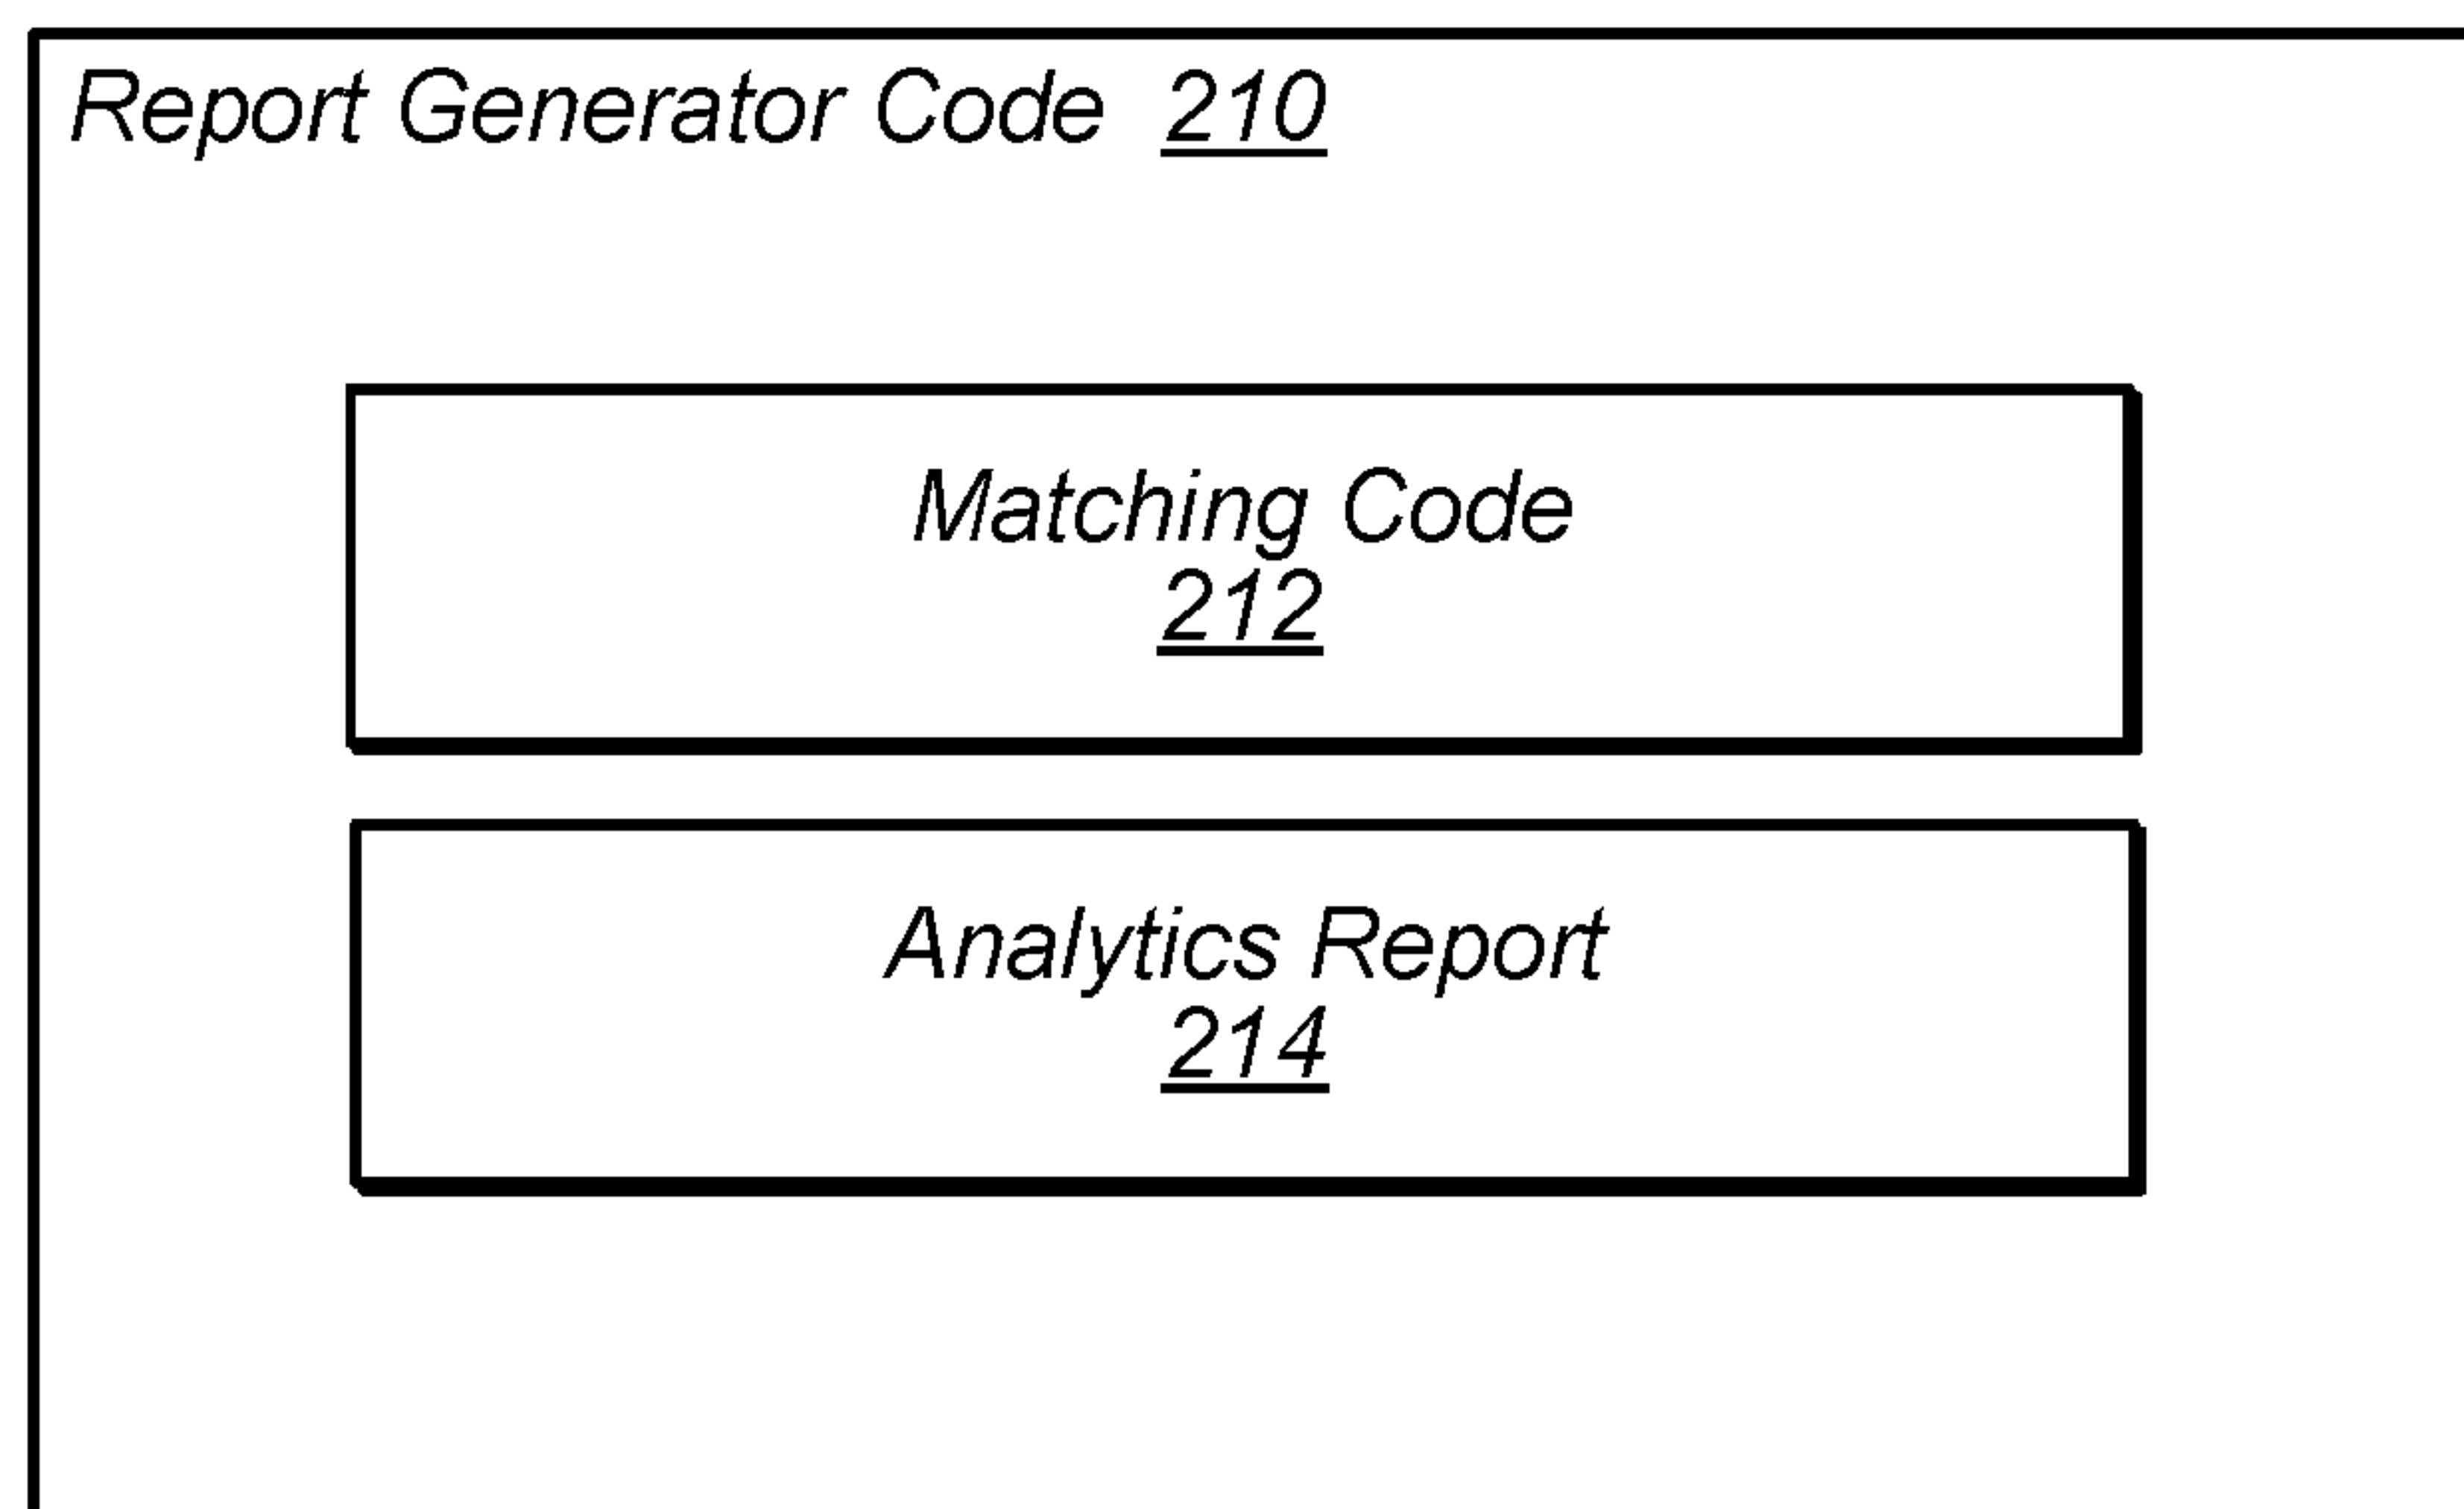 Report Generator Code 210
Matching Code
212
Analytics Report
214